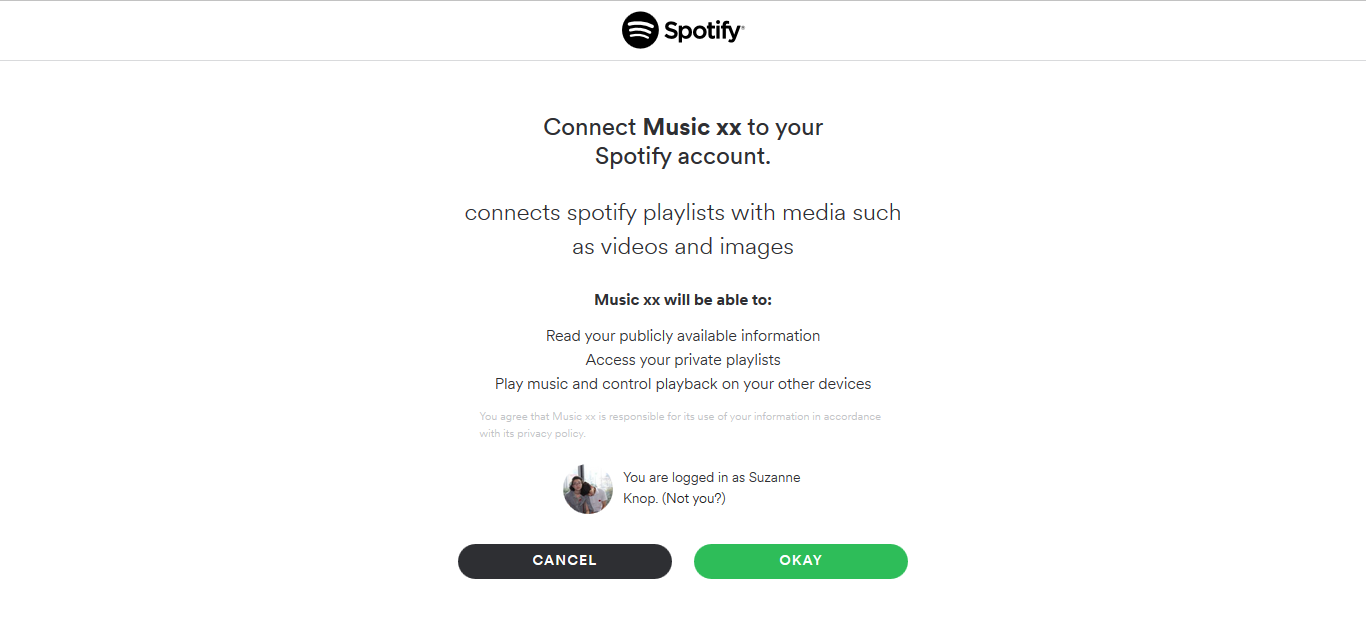 Spotify®
Connect Music xx to your
Spotify account.
connects spotify playlists with media such
as videos and images
Music xx will be able to:
Read your publicly available information
Access your private playlists
Play music and control playback on your other devices
You agree that Music xx is responsible for its use of your information in accordance
with its privacy policy.
You are logged in as Suzanne
Knop. (Not you?)
CANCEL
OKAY